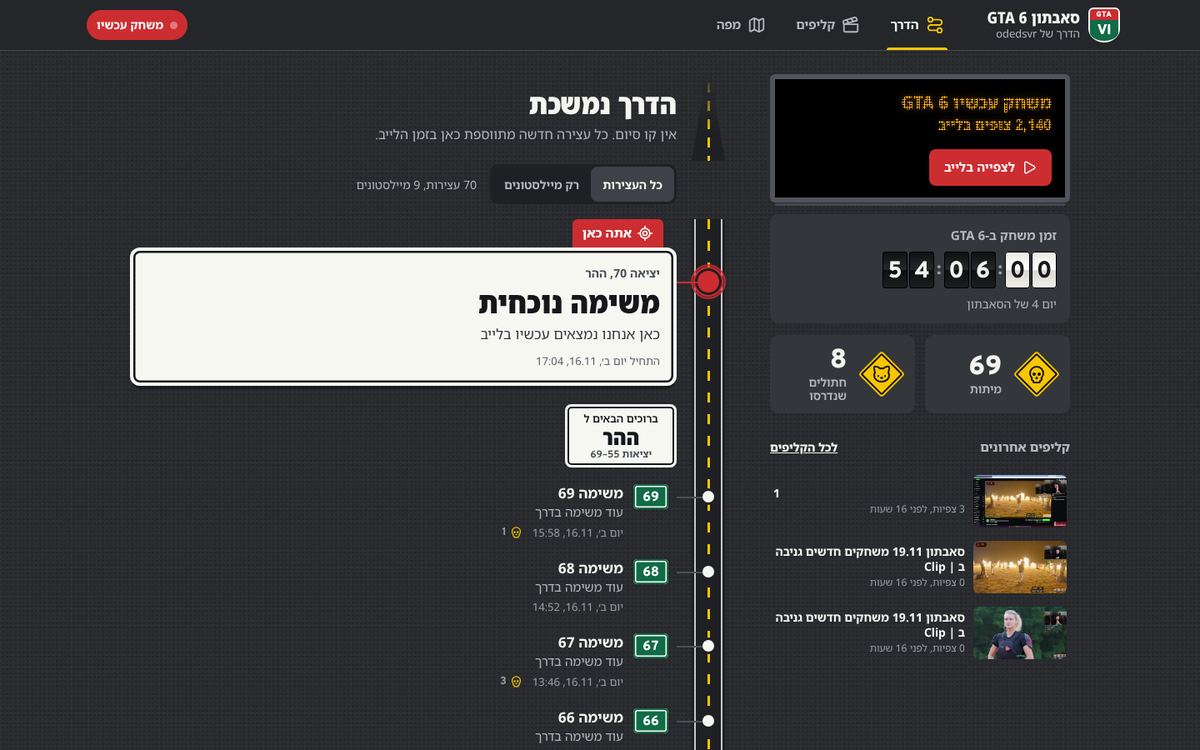 GTA
VI
סאבתון GTA 6
הדרך של odedsvr
הדרך
קליפים
מפה
משחק עכשיו
משחק עכשיו GTA 6
2,140 צופים בלייב
לצפייה בלייב
זמן משחק ב-GTA 6
54:06:00
יום 4 של הסאבתון
69
מיתות
8
חתולים
שנדרסו
קליפים אחרונים
לכל הקליפים
1
3 צפיות, לפני 16 שעות
סאבתון 19.11 משחקים חדשים גניבה
ב | Clip
0 צפיות, לפני 16 שעות
סאבתון 19.11 משחקים חדשים גניבה
ב | Clip
0 צפיות, לפני 16 שעות
הדרך נמשכת
אין קו סיום. כל עצירה חדשה מתווספת כאן בזמן הלייב.
כל העצירות
רק מיילסטונים
70 עצירות, 9 מיילסטונים
אתה כאן
יציאה 70, ההר
משימה נוכחית
כאן אנחנו נמצאים עכשיו בלייב
התחיל יום ב׳, 16.11, 17:04
ברוכים הבאים ל
ההר
יציאות 55–69
69
משימה 69
עוד משימה בדרך
יום ב׳, 16.11, 15:58
1
68
משימה 68
עוד משימה בדרך
יום ב׳, 16.11, 14:52
67
משימה 67
עוד משימה בדרך
יום ב׳, 16.11, 13:46
3
66
משימה 66
עוד משימה בדרך